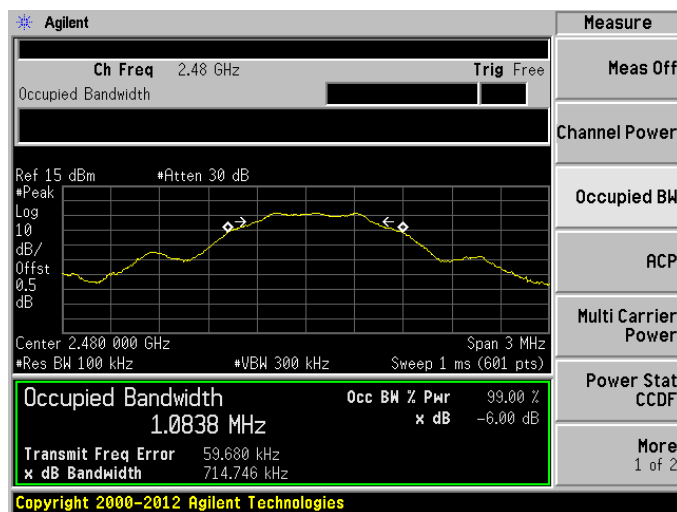 Agilent
Measure
Ch Freq 2.48 GHz Trig Free
Occupied Bandwidth
Meas Off
Channel Power
Occupied BW
ACP
Multi Carrier
Power
Power Stat
CCDF
More
1 of 2
Ref 15 dBm #Atten 30 dB
#Peak
Log
10
dB/
Offst
0.5
dB
Center 2.480 000 GHz Span 3 MHz
#Res BW 100 kHz #VBW 300 kHz Sweep 1 ms (601 pts)
Occupied Bandwidth Occ BW % Pwr 99.00 %
1.0838 MHz x dB -6.00 dB
Transmit Freq Error 59.680 kHz
x dB Bandwidth 714.746 kHz
Copyright 2000-2012 Agilent Technologies